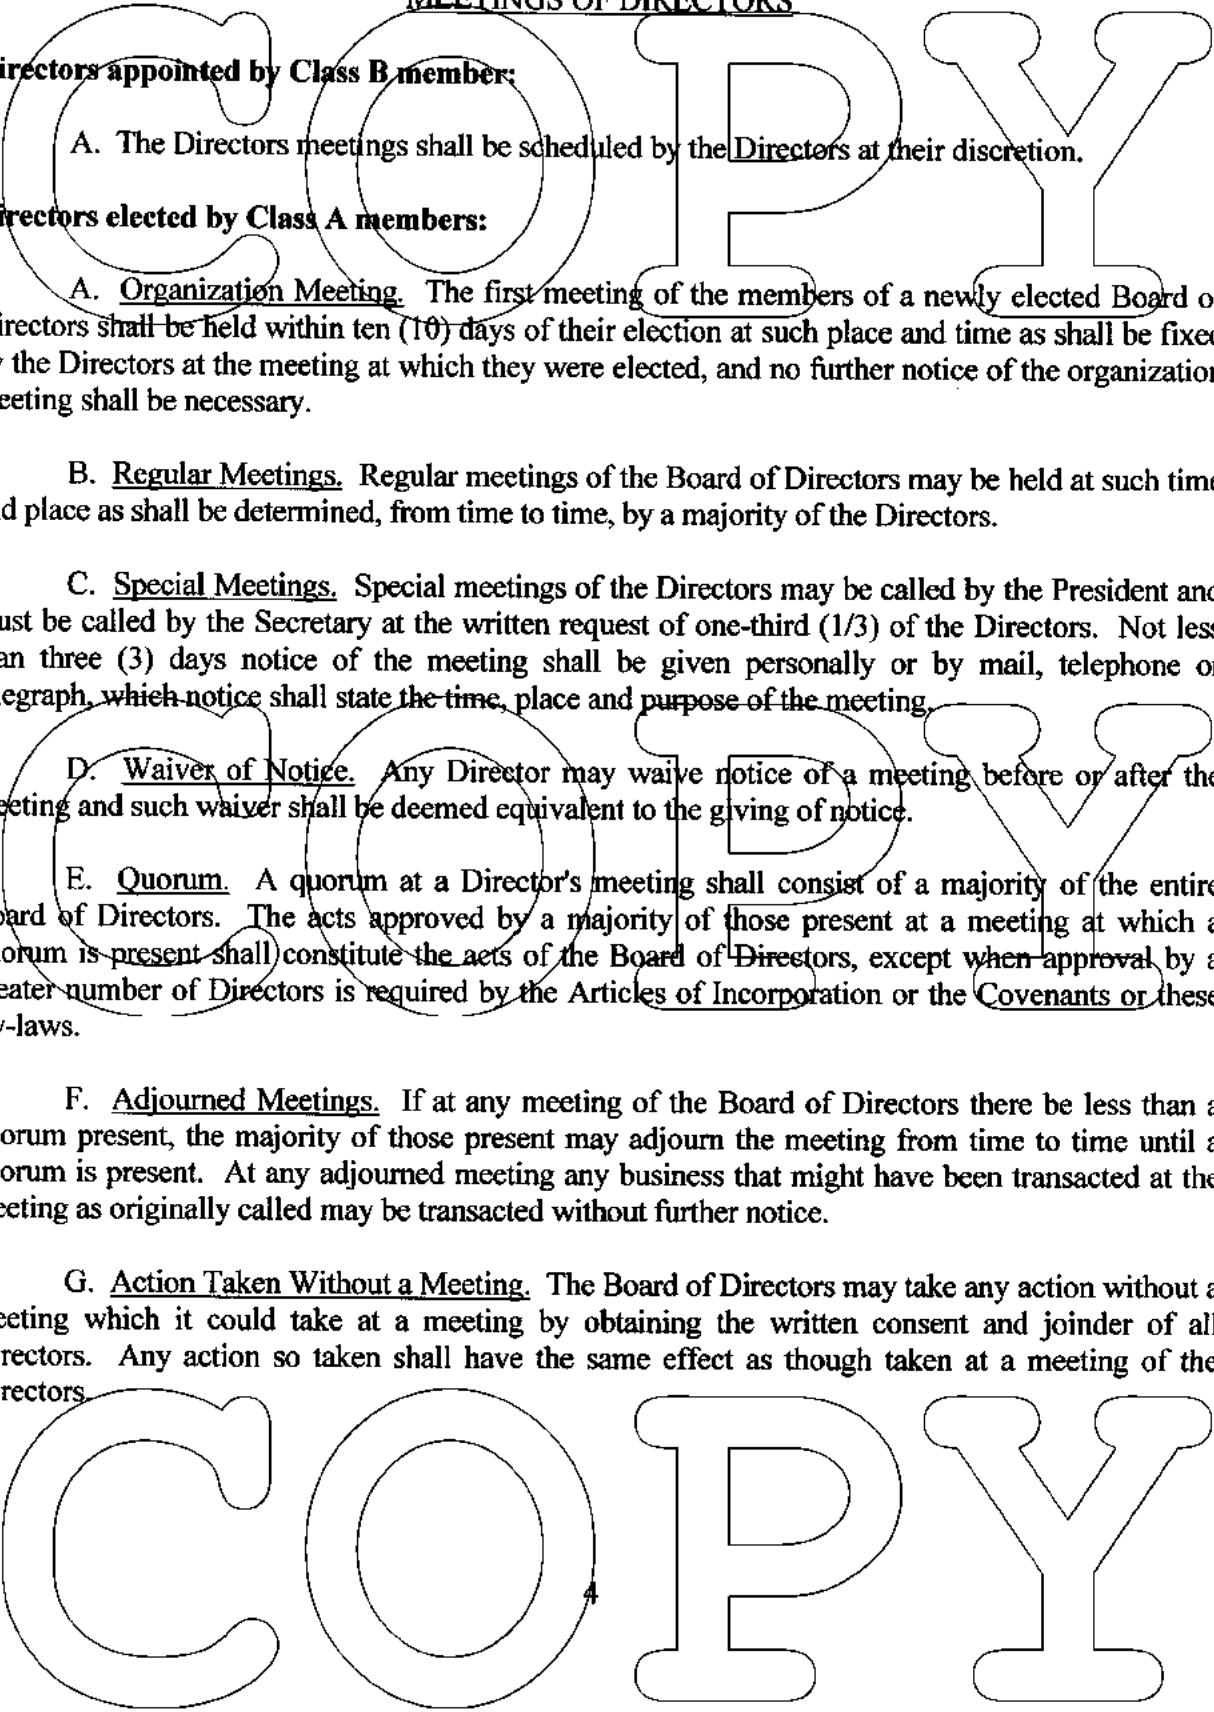 MEETINGS OF DIRECTORS
irectors appointed by Class B member:
A. The Directors meetings shall be scheduled by the Directors at their discretion.
irectors elected by Class A members:
A. Organization Meeting. The first meeting of the members of a newly elected Board o
irectors shall be held within ten (10) days of their election at such place and time as shall be fixed
the Directors at the meeting at which they were elected, and no further notice of the organization
eeting shall be necessary.
B. Regular Meetings. Regular meetings of the Board of Directors may be held at such time
d place as shall be determined, from time to time, by a majority of the Directors.
C. Special Meetings. Special meetings of the Directors may be called by the President and
ust be called by the Secretary at the written request of one-third (1/3) of the Directors. Not less
an three (3) days notice of the meeting shall be given personally or by mail, telephone or
egraph, which notice shall state the time, place and purpose of the meeting.
D. Waiver of Notice. Any Director may waive notice of a meeting before or after the
eeting and such waiver shall be deemed equivalent to the giving of notice.
E. Quorum. A quorum at a Director's meeting shall consist of a majority of the entire
oard of Directors. The acts approved by a majority of those present at a meeting at which a
orum is present shall constitute the acts of the Board of Directors, except when approval by a
eater number of Directors is required by the Articles of Incorporation or the Covenants or these
y-laws.
F. Adjourned Meetings. If at any meeting of the Board of Directors there be less than a
orum present, the majority of those present may adjourn the meeting from time to time until a
orum is present. At any adjourned meeting any business that might have been transacted at the
eeting as originally called may be transacted without further notice.
G. Action Taken Without a Meeting. The Board of Directors may take any action without a
eeting which it could take at a meeting by obtaining the written consent and joinder of all
rectors. Any action so taken shall have the same effect as though taken at a meeting of the
rectors.
4
COPY
COPY
COPY